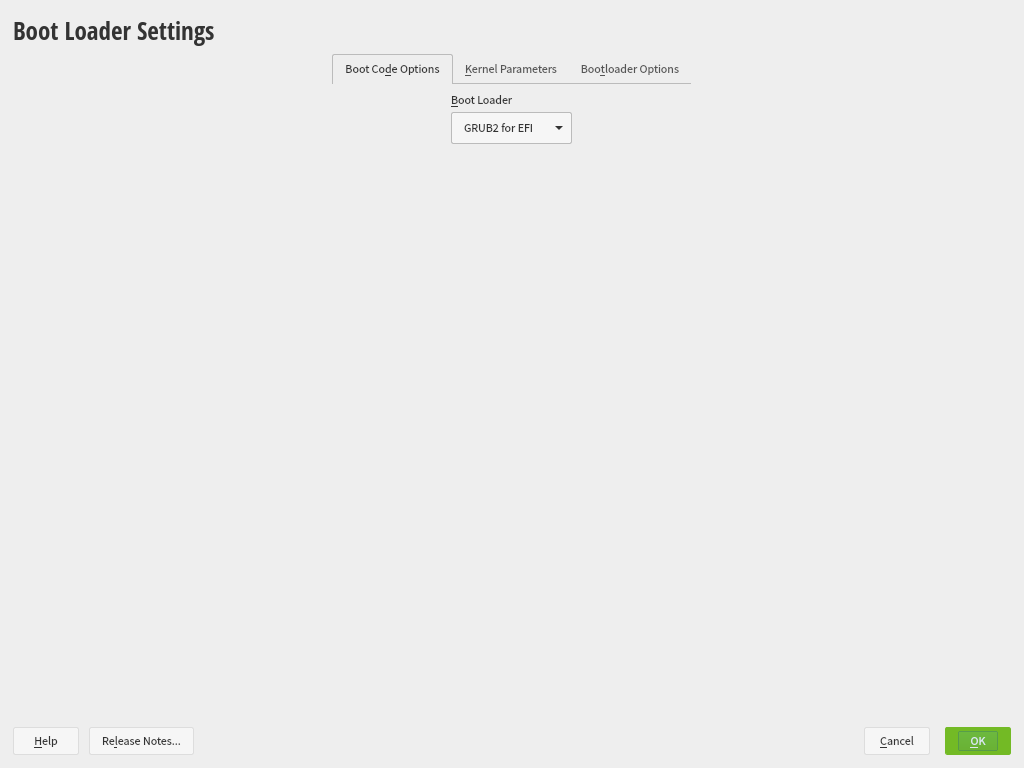 Boot Loader Settings
Boot Code Options Kernel Parameters Bootloader Options
Boot Loader
GRUB2 for EFI
Help Release Notes... Cancel OK